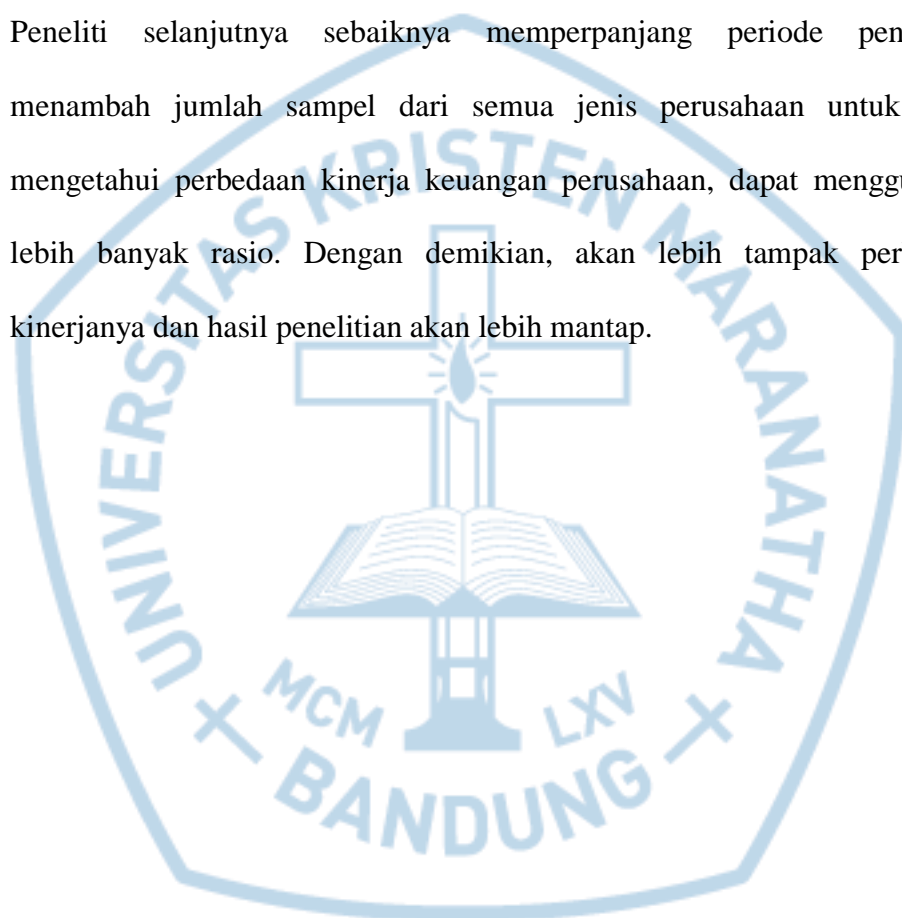 Peneliti selanjutnya sebaiknya memperpanjang periode
menambah jumlah sampel dari semua jenis perusahaan untuk
mengetahui perbedaan kinerja keuangan perusahaan, dapat
lebih banyak rasio. Dengan demikian, akan lebih tampak
kinerjanya dan hasil penelitian akan lebih mantap.
UNIVERSITAS KRISTEN MARANATHA
MCM LXV
BANDUNG